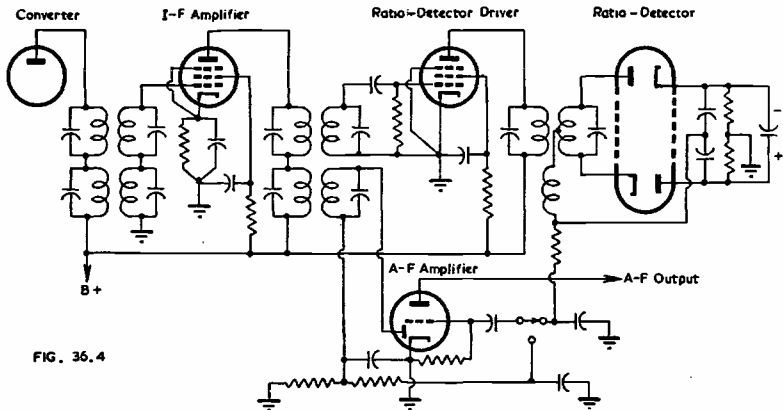 Converter
I-F Amplifier
Ratio-Detector Driver
Ratio-Detector
-
+
B+
A-F Amplifier
A-F Output
FIG. 36.4